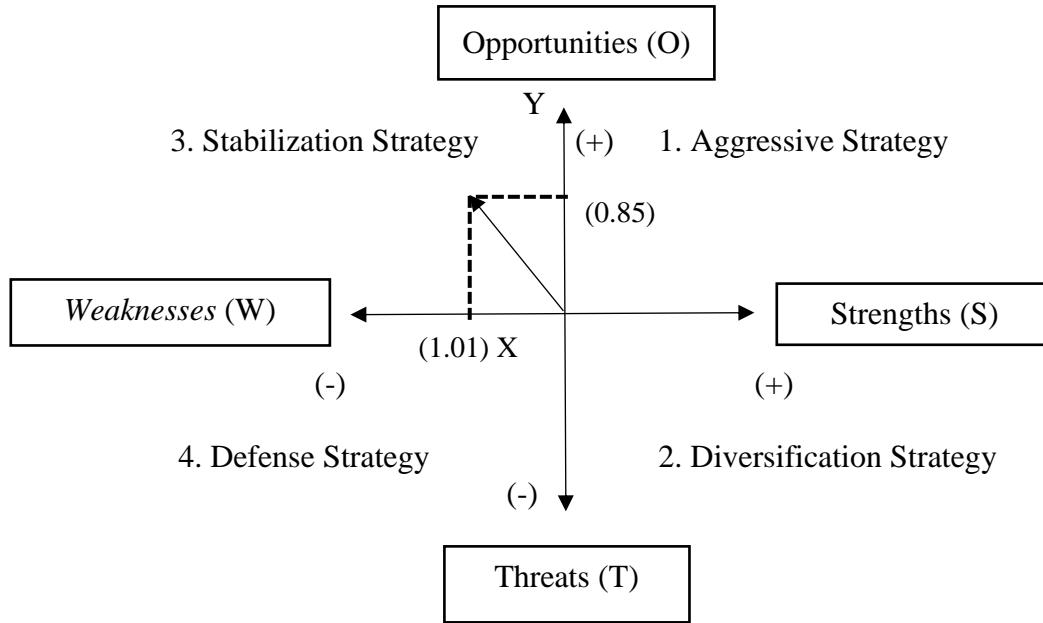 Opportunities (O)
Y
3. Stabilization Strategy
(+)
1. Aggressive Strategy
(0.85)
Weaknesses (W)
Strengths (S)
(1.01) X
(-)
(+)
4. Defense Strategy
2. Diversification Strategy
(-)
Threats (T)